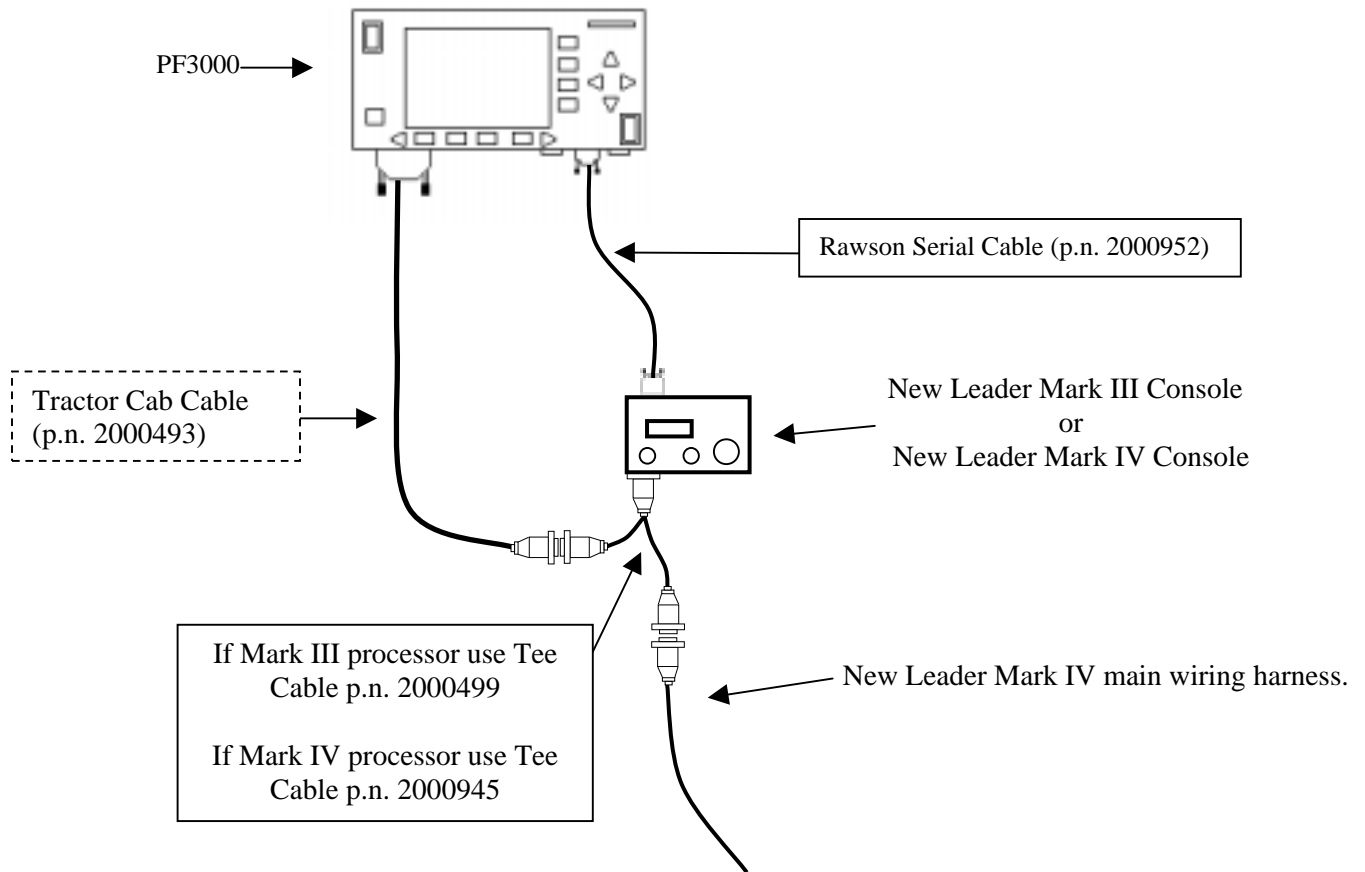 PF3000
Rawson Serial Cable (p.n. 2000952)
Tractor Cab Cable
(p.n. 2000493)
New Leader Mark III Console
or
New Leader Mark IV Console
If Mark III processor use Tee
Cable p.n. 2000499
If Mark IV processor use Tee
Cable p.n. 2000945
New Leader Mark IV main wiring harness.